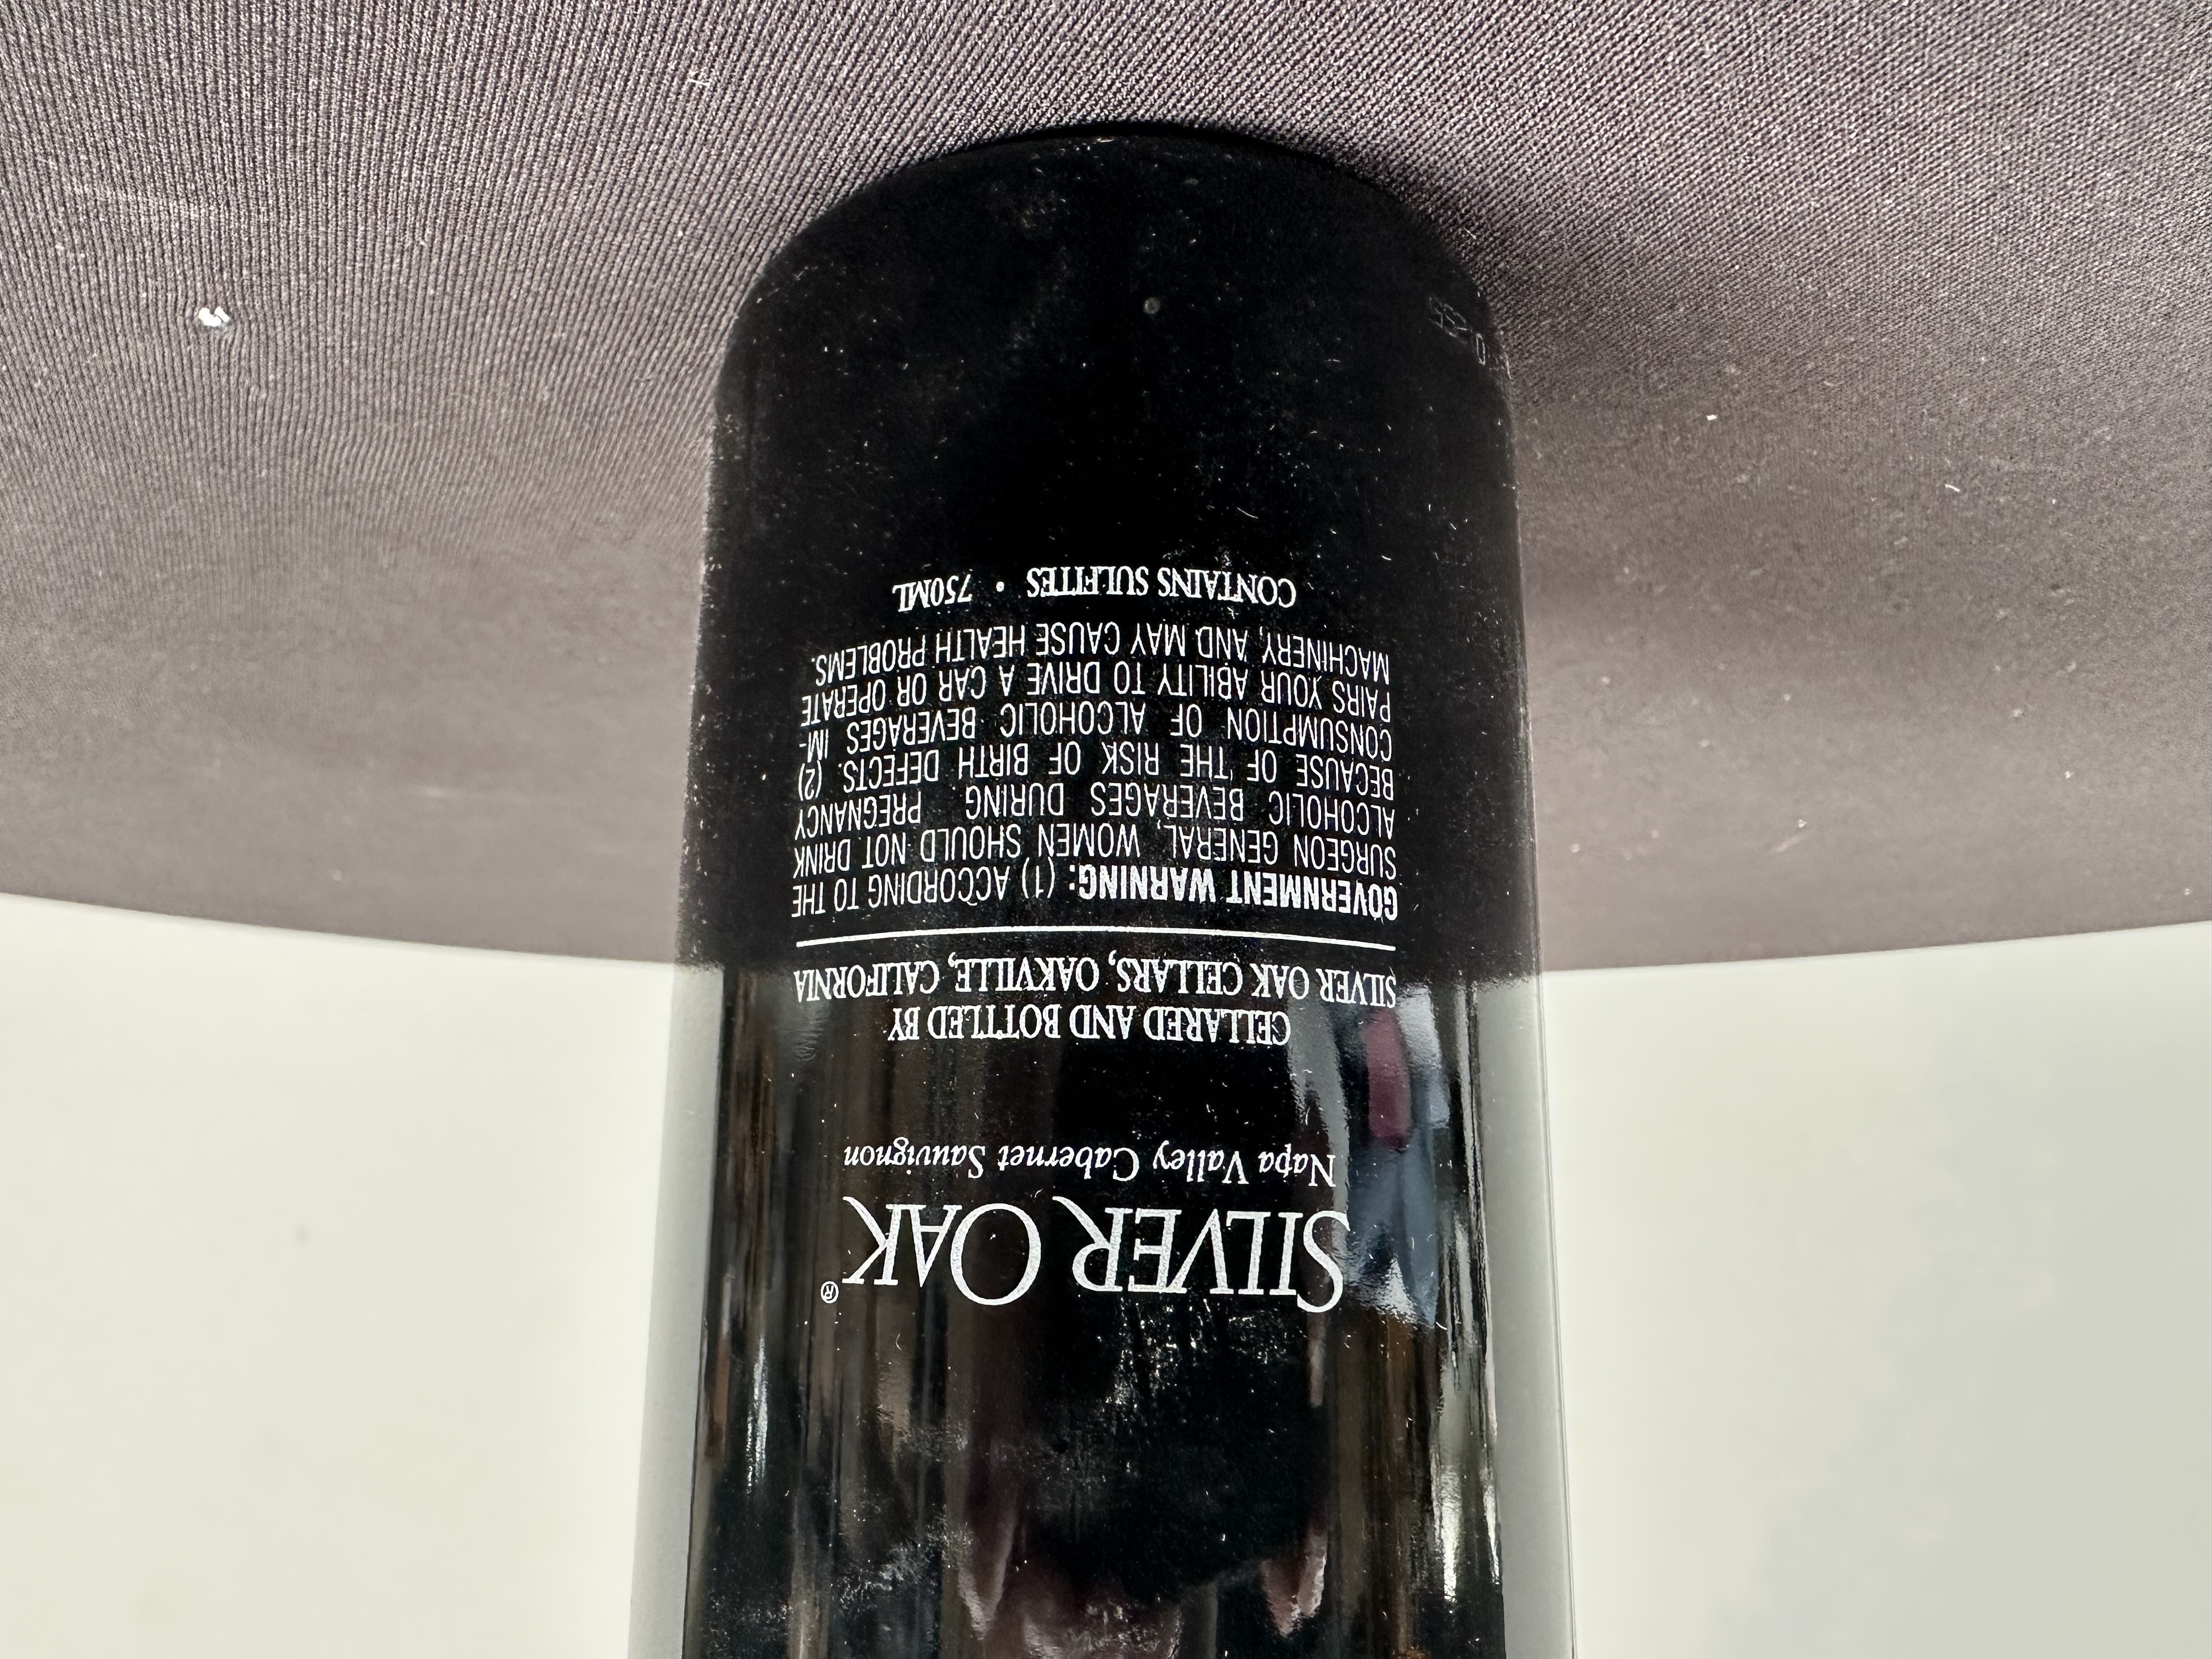 SILVER OAK®
Napa Valley Cabernet Sauvignon
CELLARED AND BOTTLED BY
SILVER OAK CELLARS, OAKVILLE, CALIFORNIA
GOVERNMENT WARNING: (1) ACCORDING TO THE
SURGEON GENERAL, WOMEN SHOULD NOT DRINK
ALCOHOLIC BEVERAGES DURING PREGNANCY
BECAUSE OF THE RISK OF BIRTH DEFECTS. (2)
CONSUMPTION OF ALCOHOLIC BEVERAGES IM-
PAIRS YOUR ABILITY TO DRIVE A CAR OR OPERATE
MACHINERY, AND MAY CAUSE HEALTH PROBLEMS.
CONTAINS SULFITES • 750ML